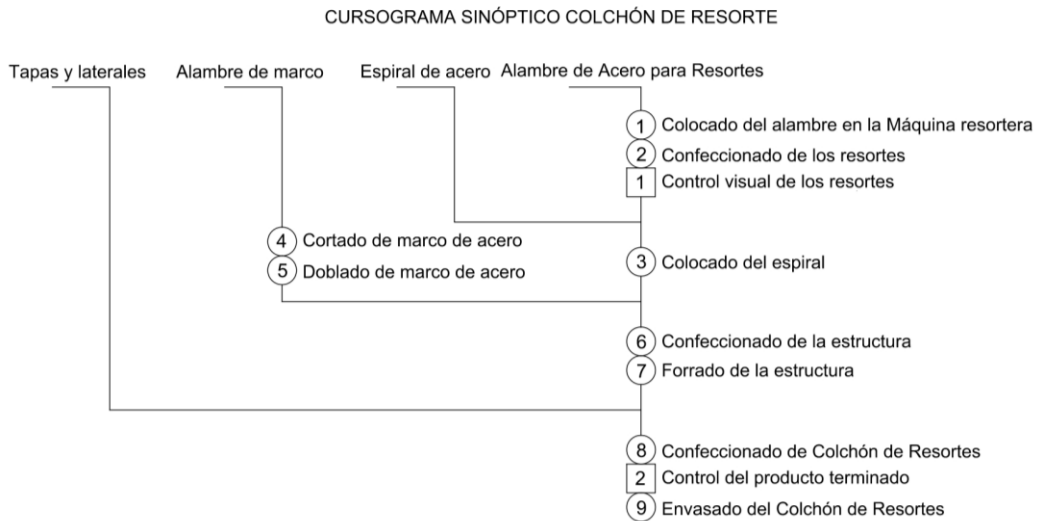 CURSOGRAMA SINÓPTICO COLCHÓN DE RESORTE
Tapas y laterales
Alambre de marco
Espiral de acero
Alambre de Acero para Resortes
1 Colocado del alambre en la Máquina resortera
2 Confeccionado de los resortes
1 Control visual de los resortes
4 Cortado de marco de acero
5 Doblado de marco de acero
3 Colocado del espiral
6 Confeccionado de la estructura
7 Forrado de la estructura
8 Confeccionado de Colchón de Resortes
2 Control del producto terminado
9 Envasado del Colchón de Resortes